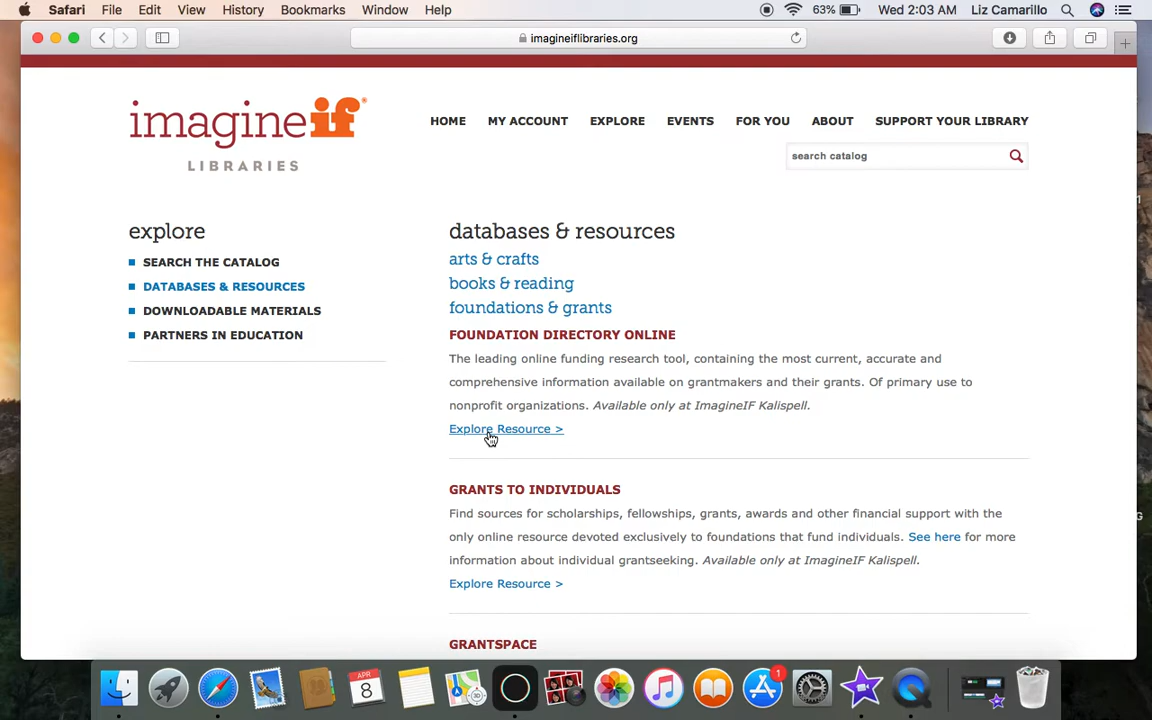 Safari File Edit View History Bookmarks Window Help 63% Wed 2:03 AM Liz Camarillo
imagineiflibraries.org
imagineif®
LIBRARIES
HOME MY ACCOUNT EXPLORE EVENTS FOR YOU ABOUT SUPPORT YOUR LIBRARY
search catalog
explore
SEARCH THE CATALOG
DATABASES & RESOURCES
DOWNLOADABLE MATERIALS
PARTNERS IN EDUCATION
databases & resources
arts & crafts
books & reading
foundations & grants
FOUNDATION DIRECTORY ONLINE
The leading online funding research tool, containing the most current, accurate and
comprehensive information available on grantmakers and their grants. Of primary use to
nonprofit organizations. Available only at ImagineIF Kalispell.
Explore Resource >
GRANTS TO INDIVIDUALS
Find sources for scholarships, fellowships, grants, awards and other financial support with the
only online resource devoted exclusively to foundations that fund individuals. See here for more
information about individual grantseeking. Available only at ImagineIF Kalispell.
Explore Resource >
GRANTSPACE
APR
8
1